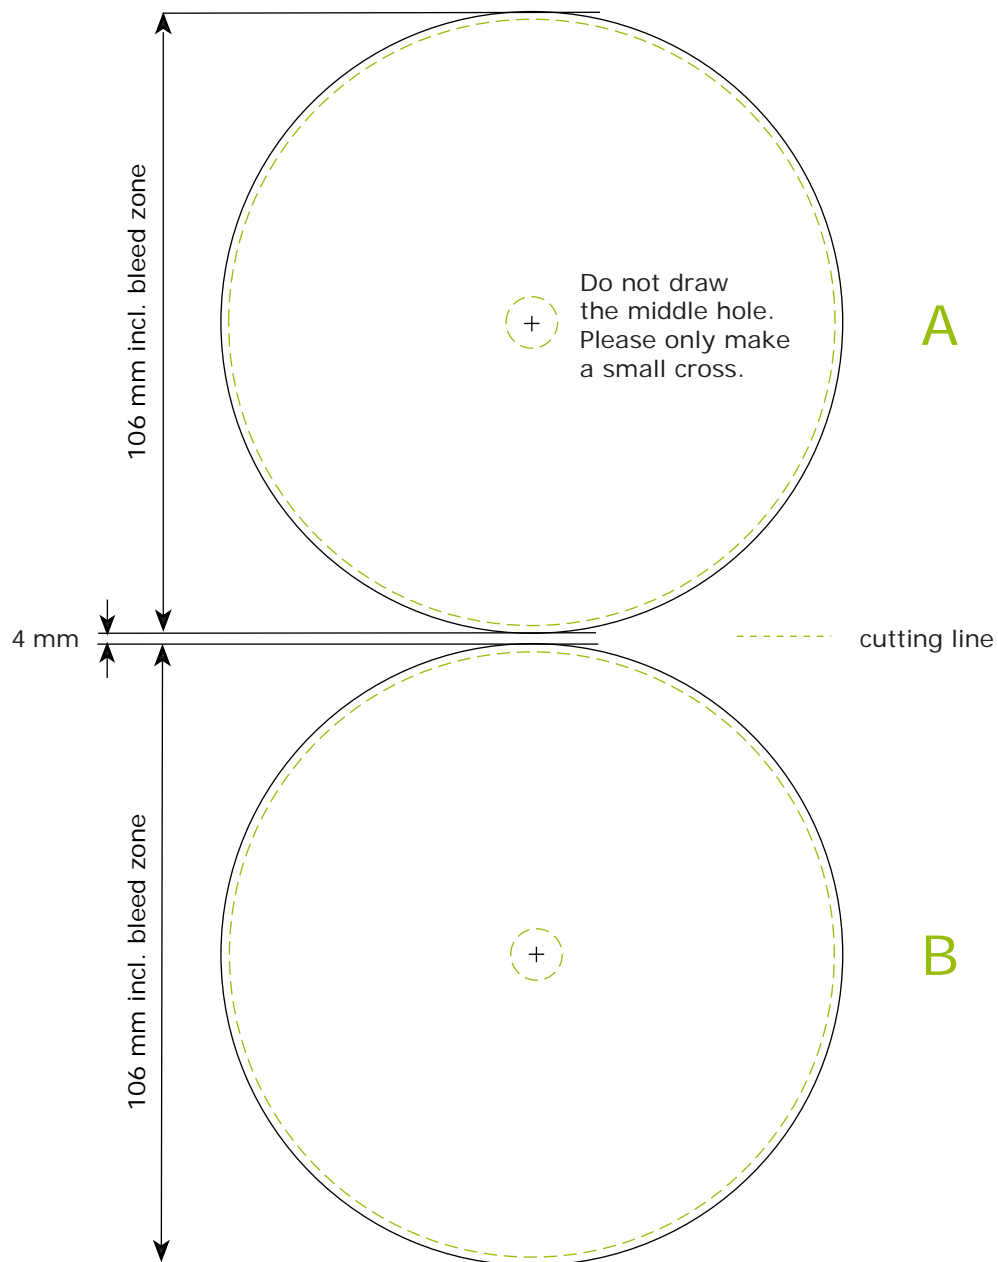 106 mm incl. bleed zone
Do not draw
the middle hole.
Please only make
a small cross.
A
4 mm
cutting line
106 mm incl. bleed zone
B